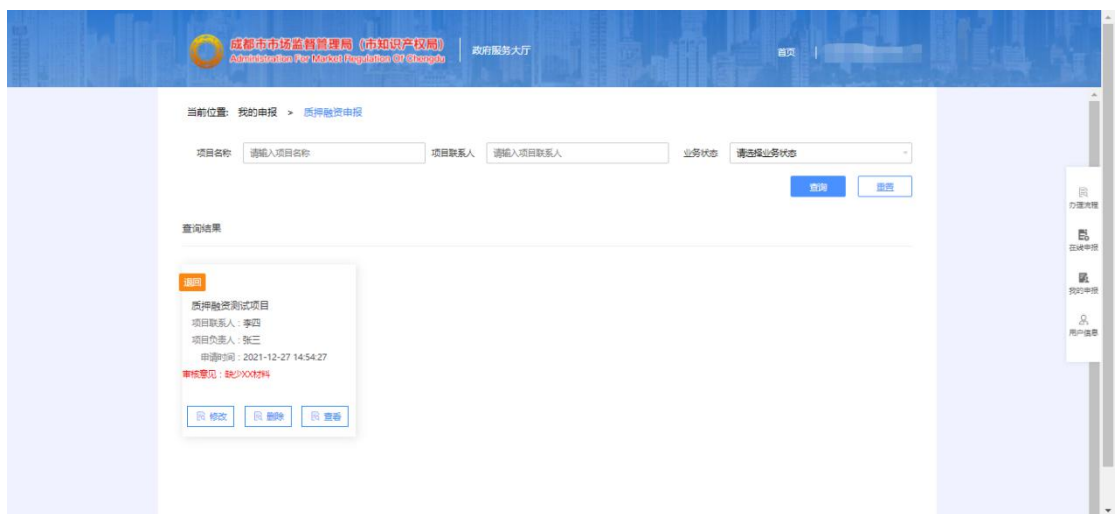 成都市市场监督管理局（市知识产权局）
Administration For Market Regulation Of Chengdu
政府服务大厅
首页 |
当前位置: 我的申报 > 质押融资申报
项目名称 请输入项目名称 项目联系人 请输入项目联系人 业务状态 请选择业务状态
查询 重置
查询结果
退回
质押融资测试项目
项目联系人 : 李四
项目负责人 : 张三
申请时间 : 2021-12-27 14:54:27
审核意见 : 缺少XX材料
修改 删除 查看
办理流程
在线申报
我的申报
用户信息